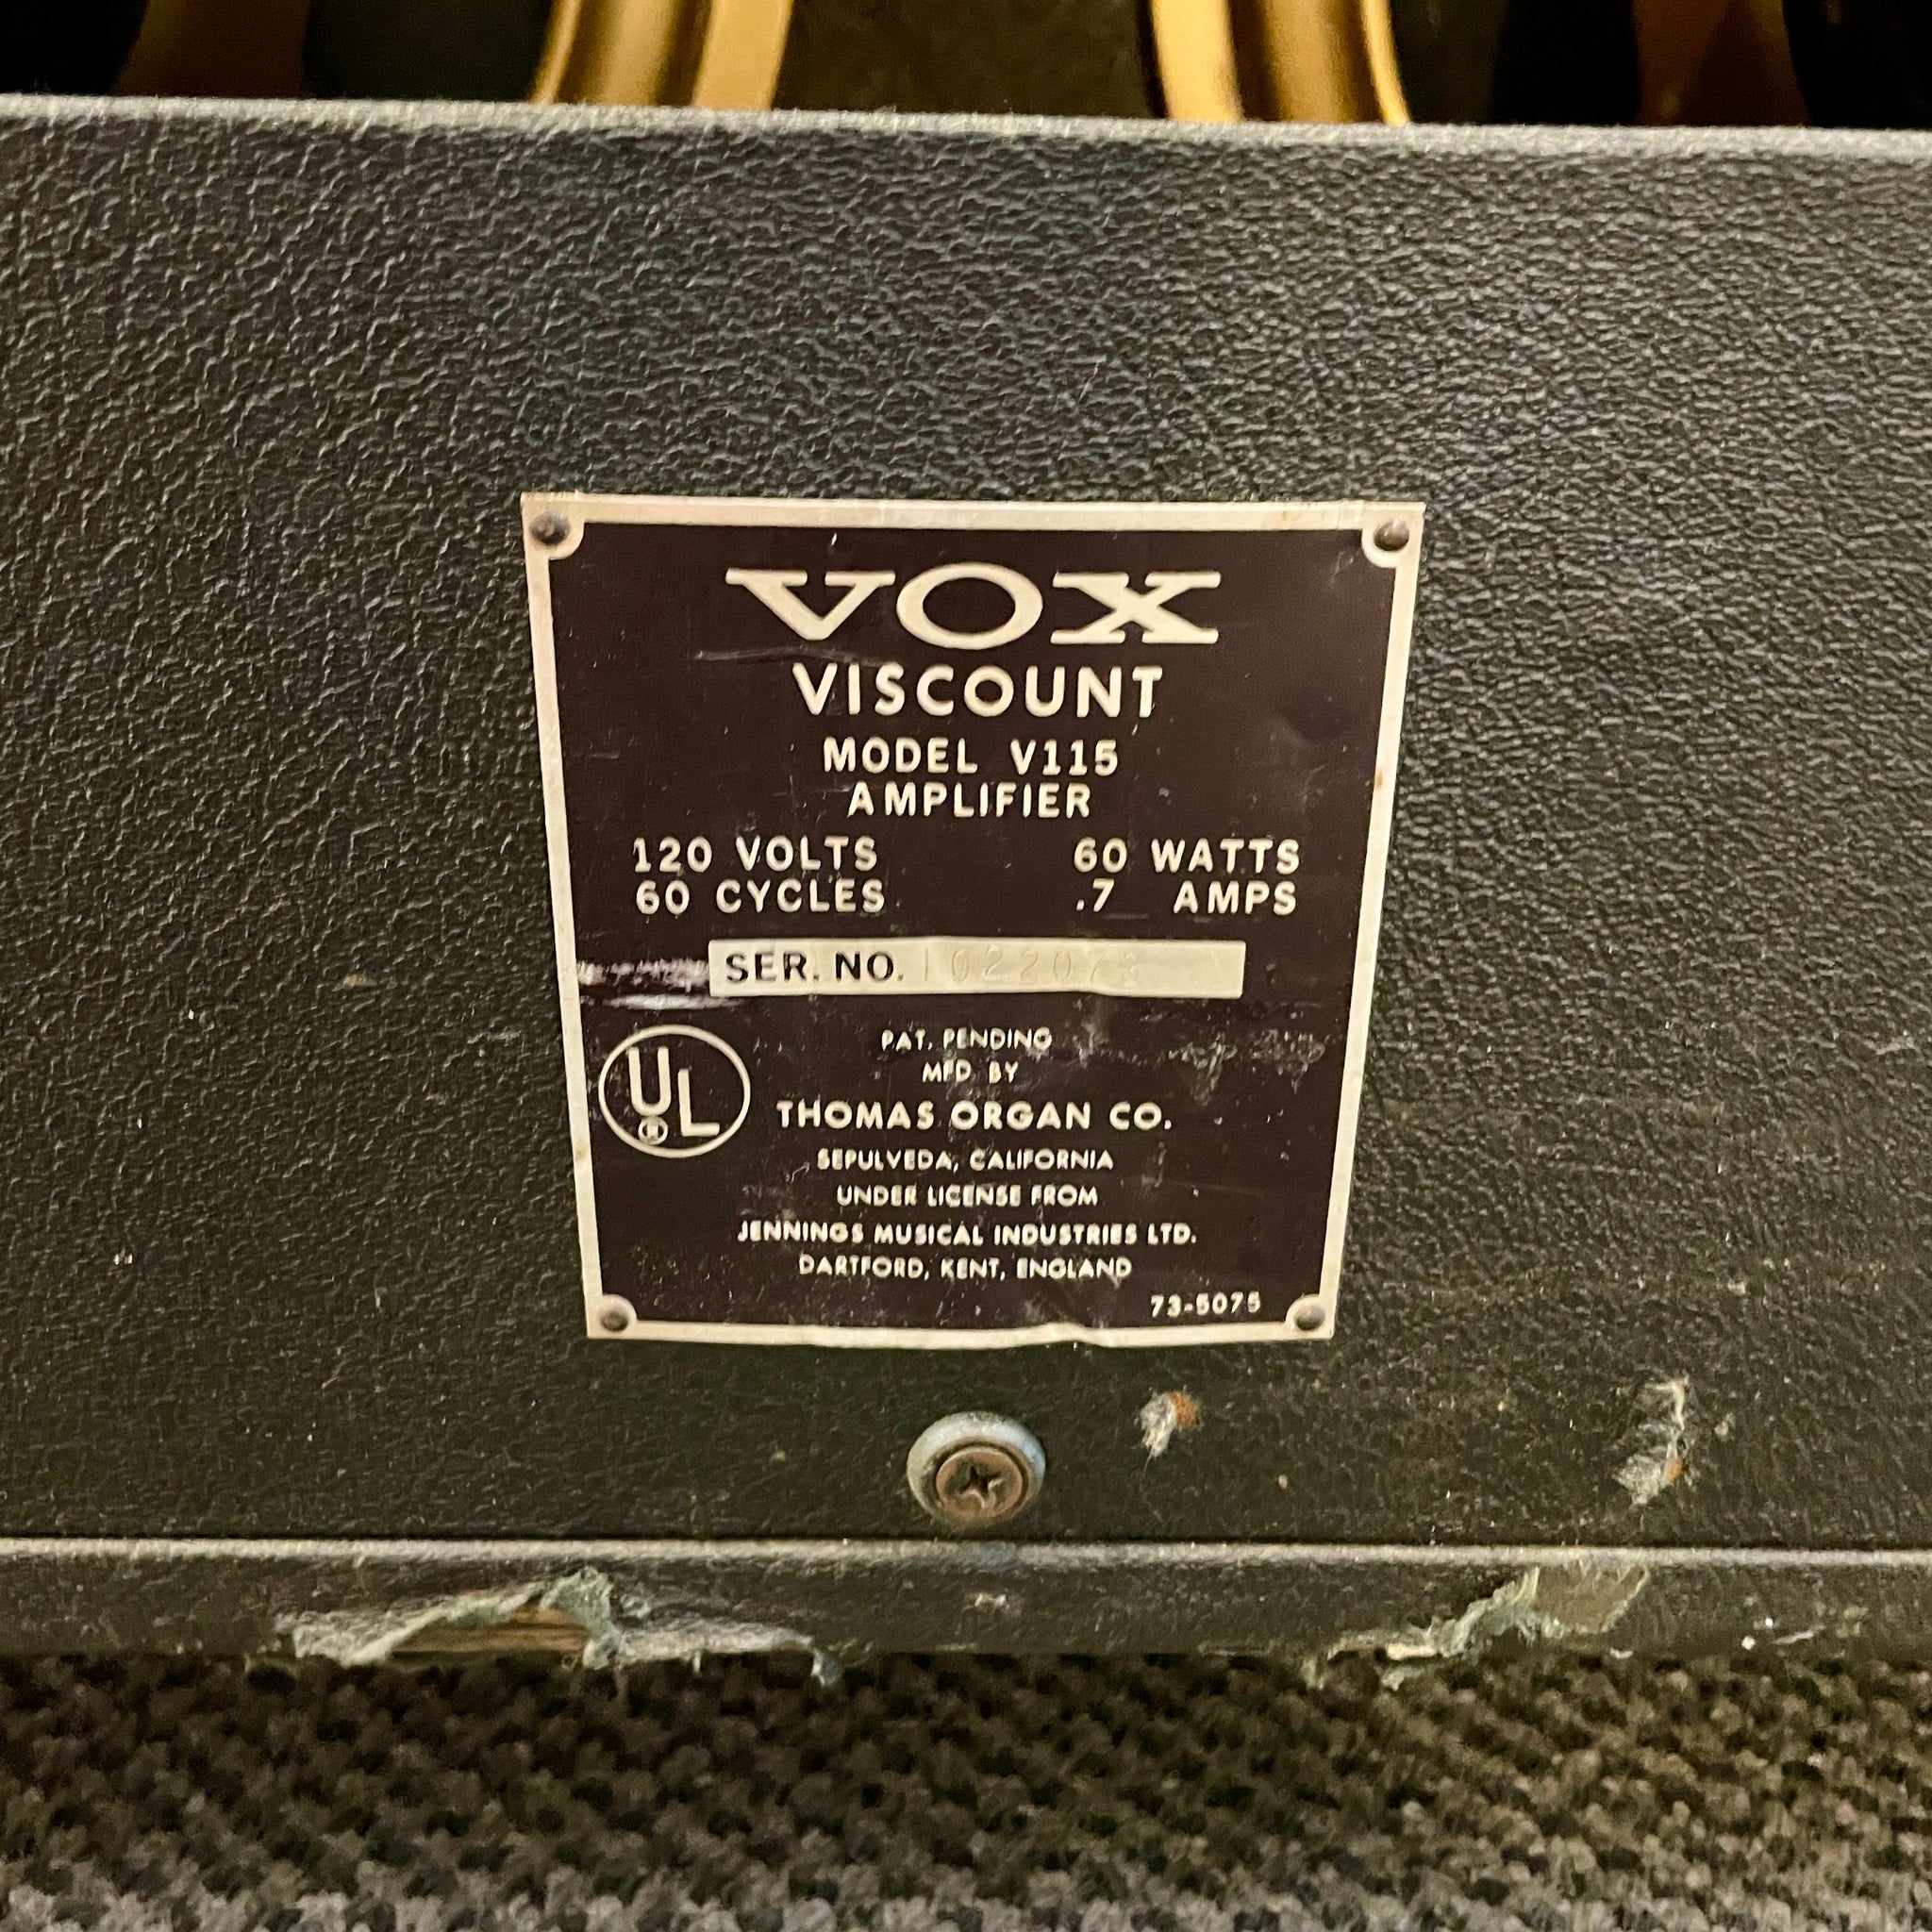 VOX
VISCOUNT
MODEL V115
AMPLIFIER
120 VOLTS 60 WATTS
60 CYCLES .7 AMPS
SER. NO. 1022073
UL
®
PAT. PENDING
MFD BY
THOMAS ORGAN CO.
SEPULVEDA, CALIFORNIA
UNDER LICENSE FROM
JENNINGS MUSICAL INDUSTRIES LTD.
DARTFORD, KENT, ENGLAND
73-5075